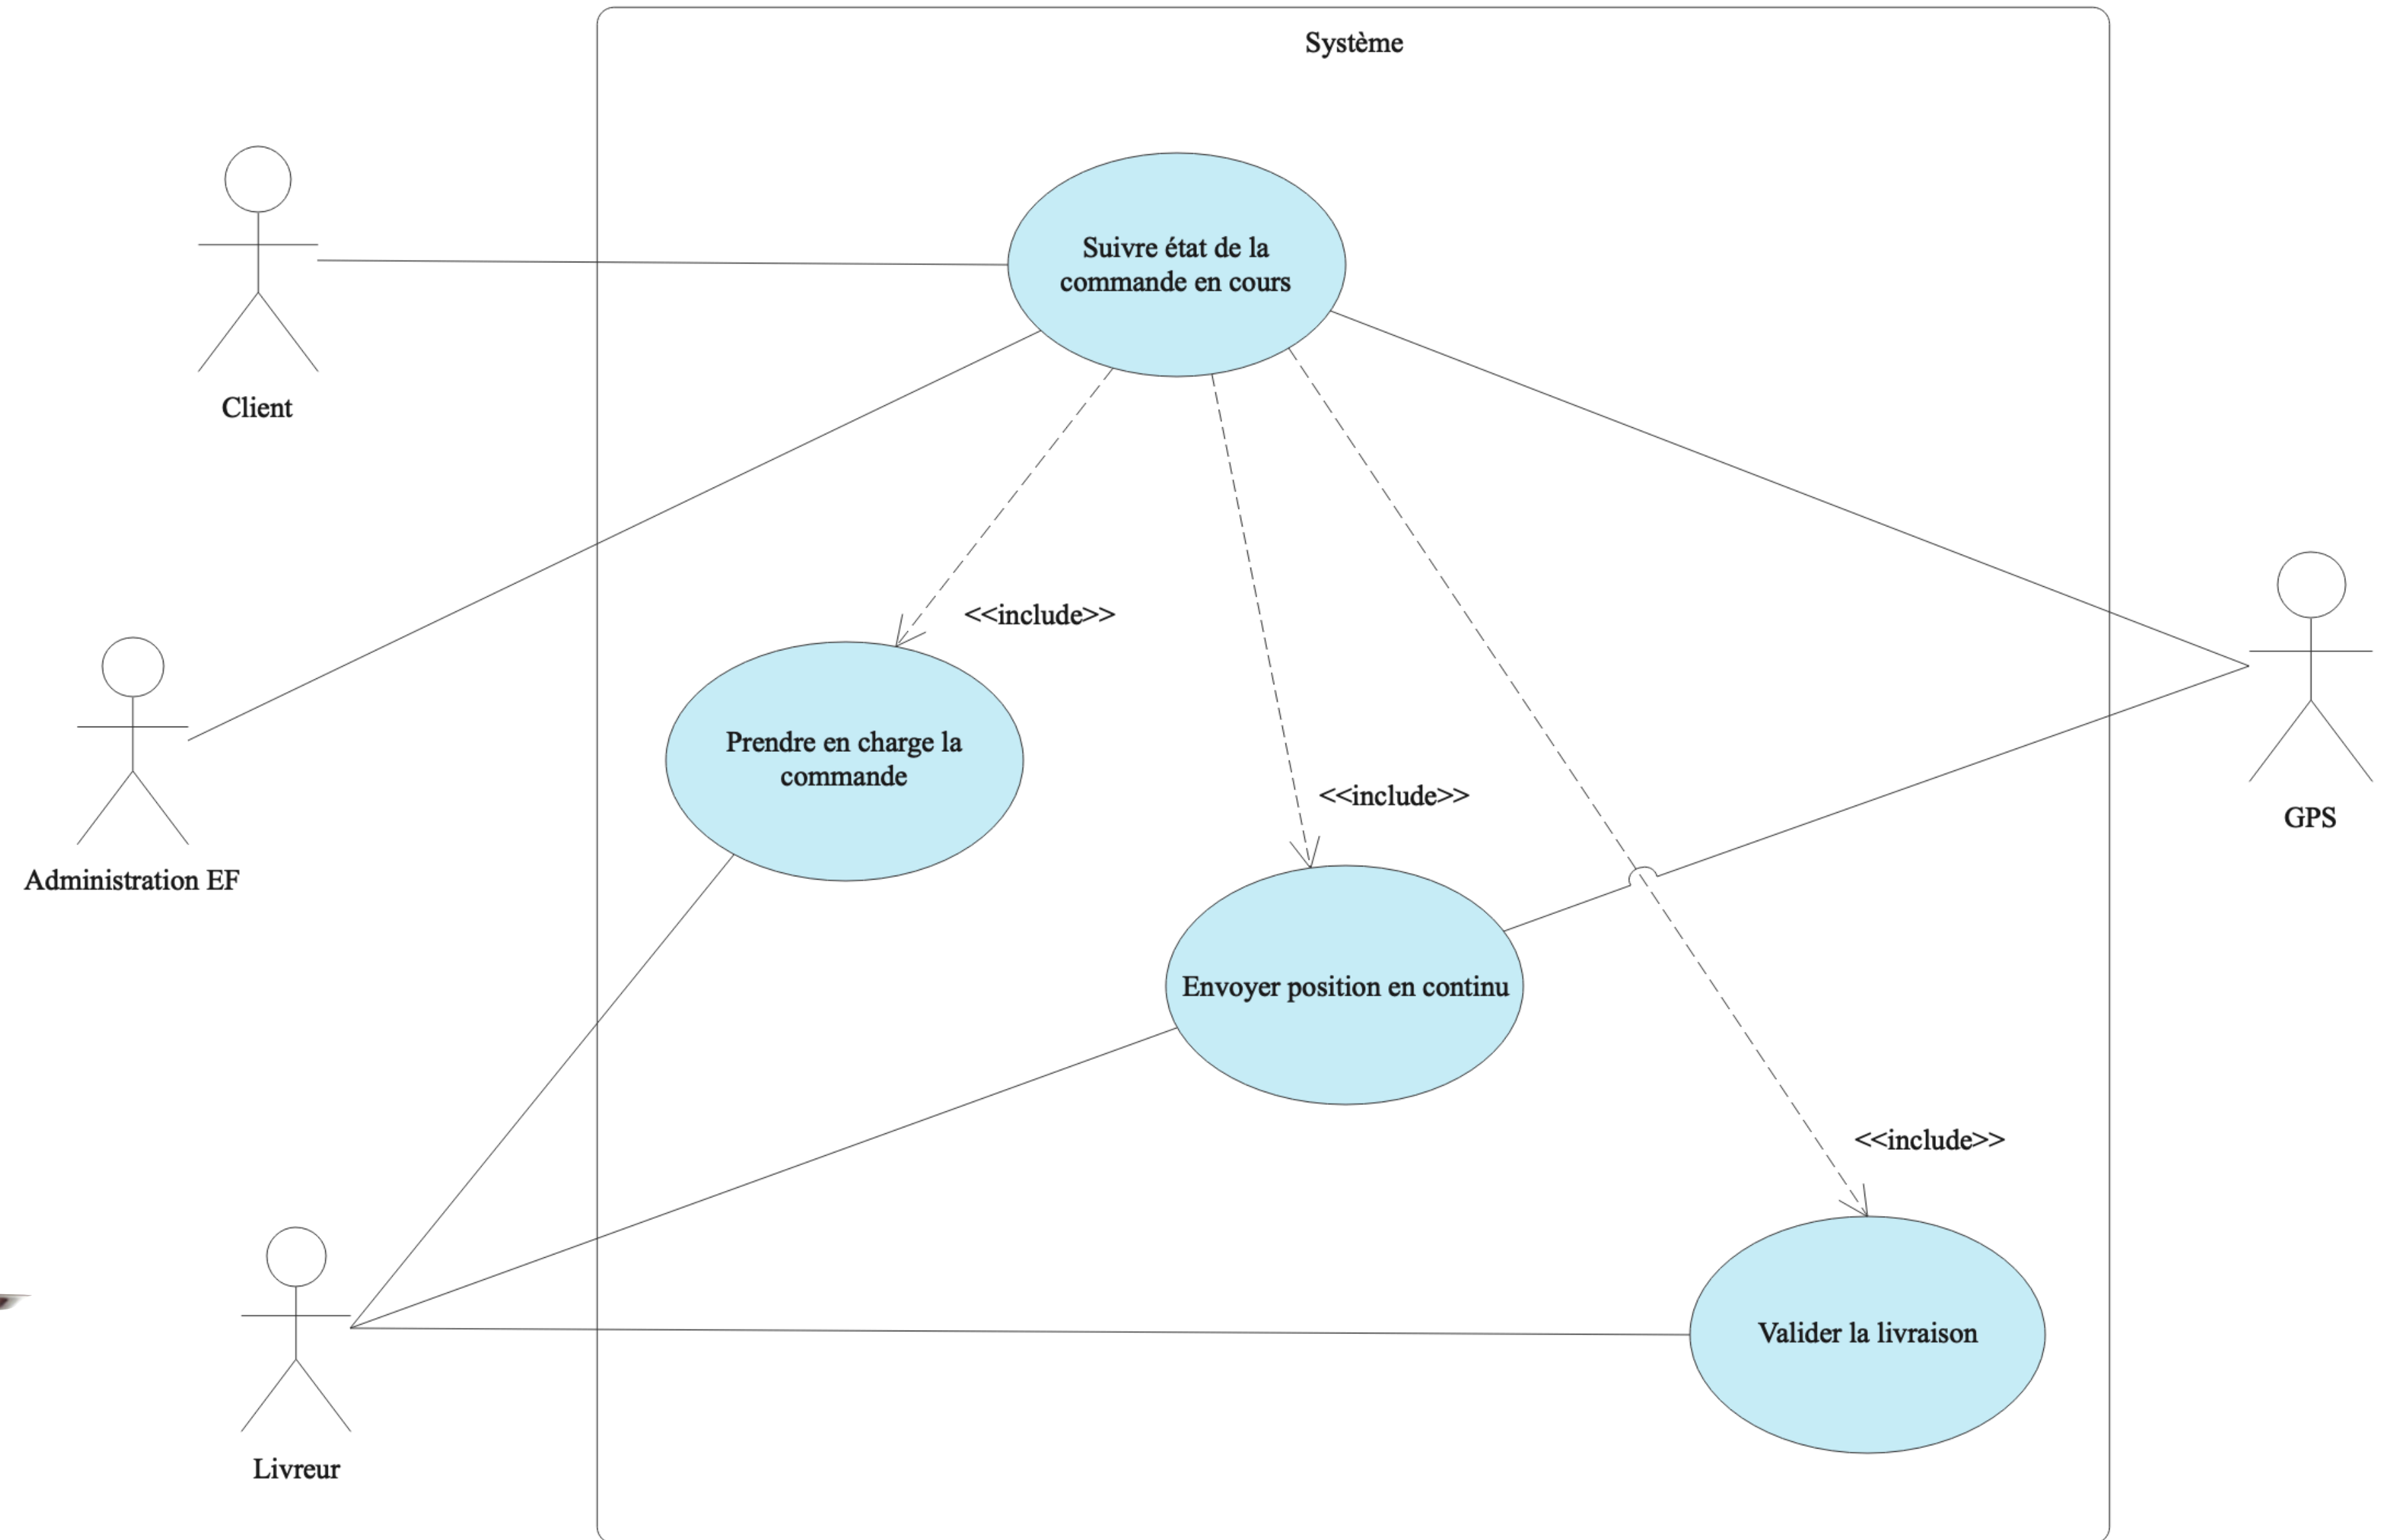 Système
Suivre état de la
commande en cours
Client
<<include>>
Prendre en charge la
commande
<<include>>
GPS
Administration EF
Envoyer position en continu
<<include>>
Valider la livraison
Livreur